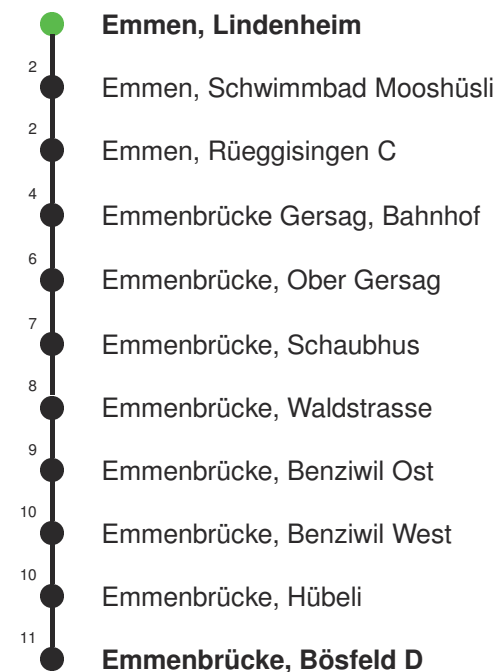 Emmen, Lindenheim
2 Emmen, Schwimmbad Mooshüsli
2 Emmen, Rüeggisingen C
4 Emmenbrücke Gersag, Bahnhof
6 Emmenbrücke, Ober Gersag
7 Emmenbrücke, Schaubhus
8 Emmenbrücke, Waldstrasse
9 Emmenbrücke, Benziwil Ost
10 Emmenbrücke, Benziwil West
10 Emmenbrücke, Hübeli
11 Emmenbrücke, Bösfeld D